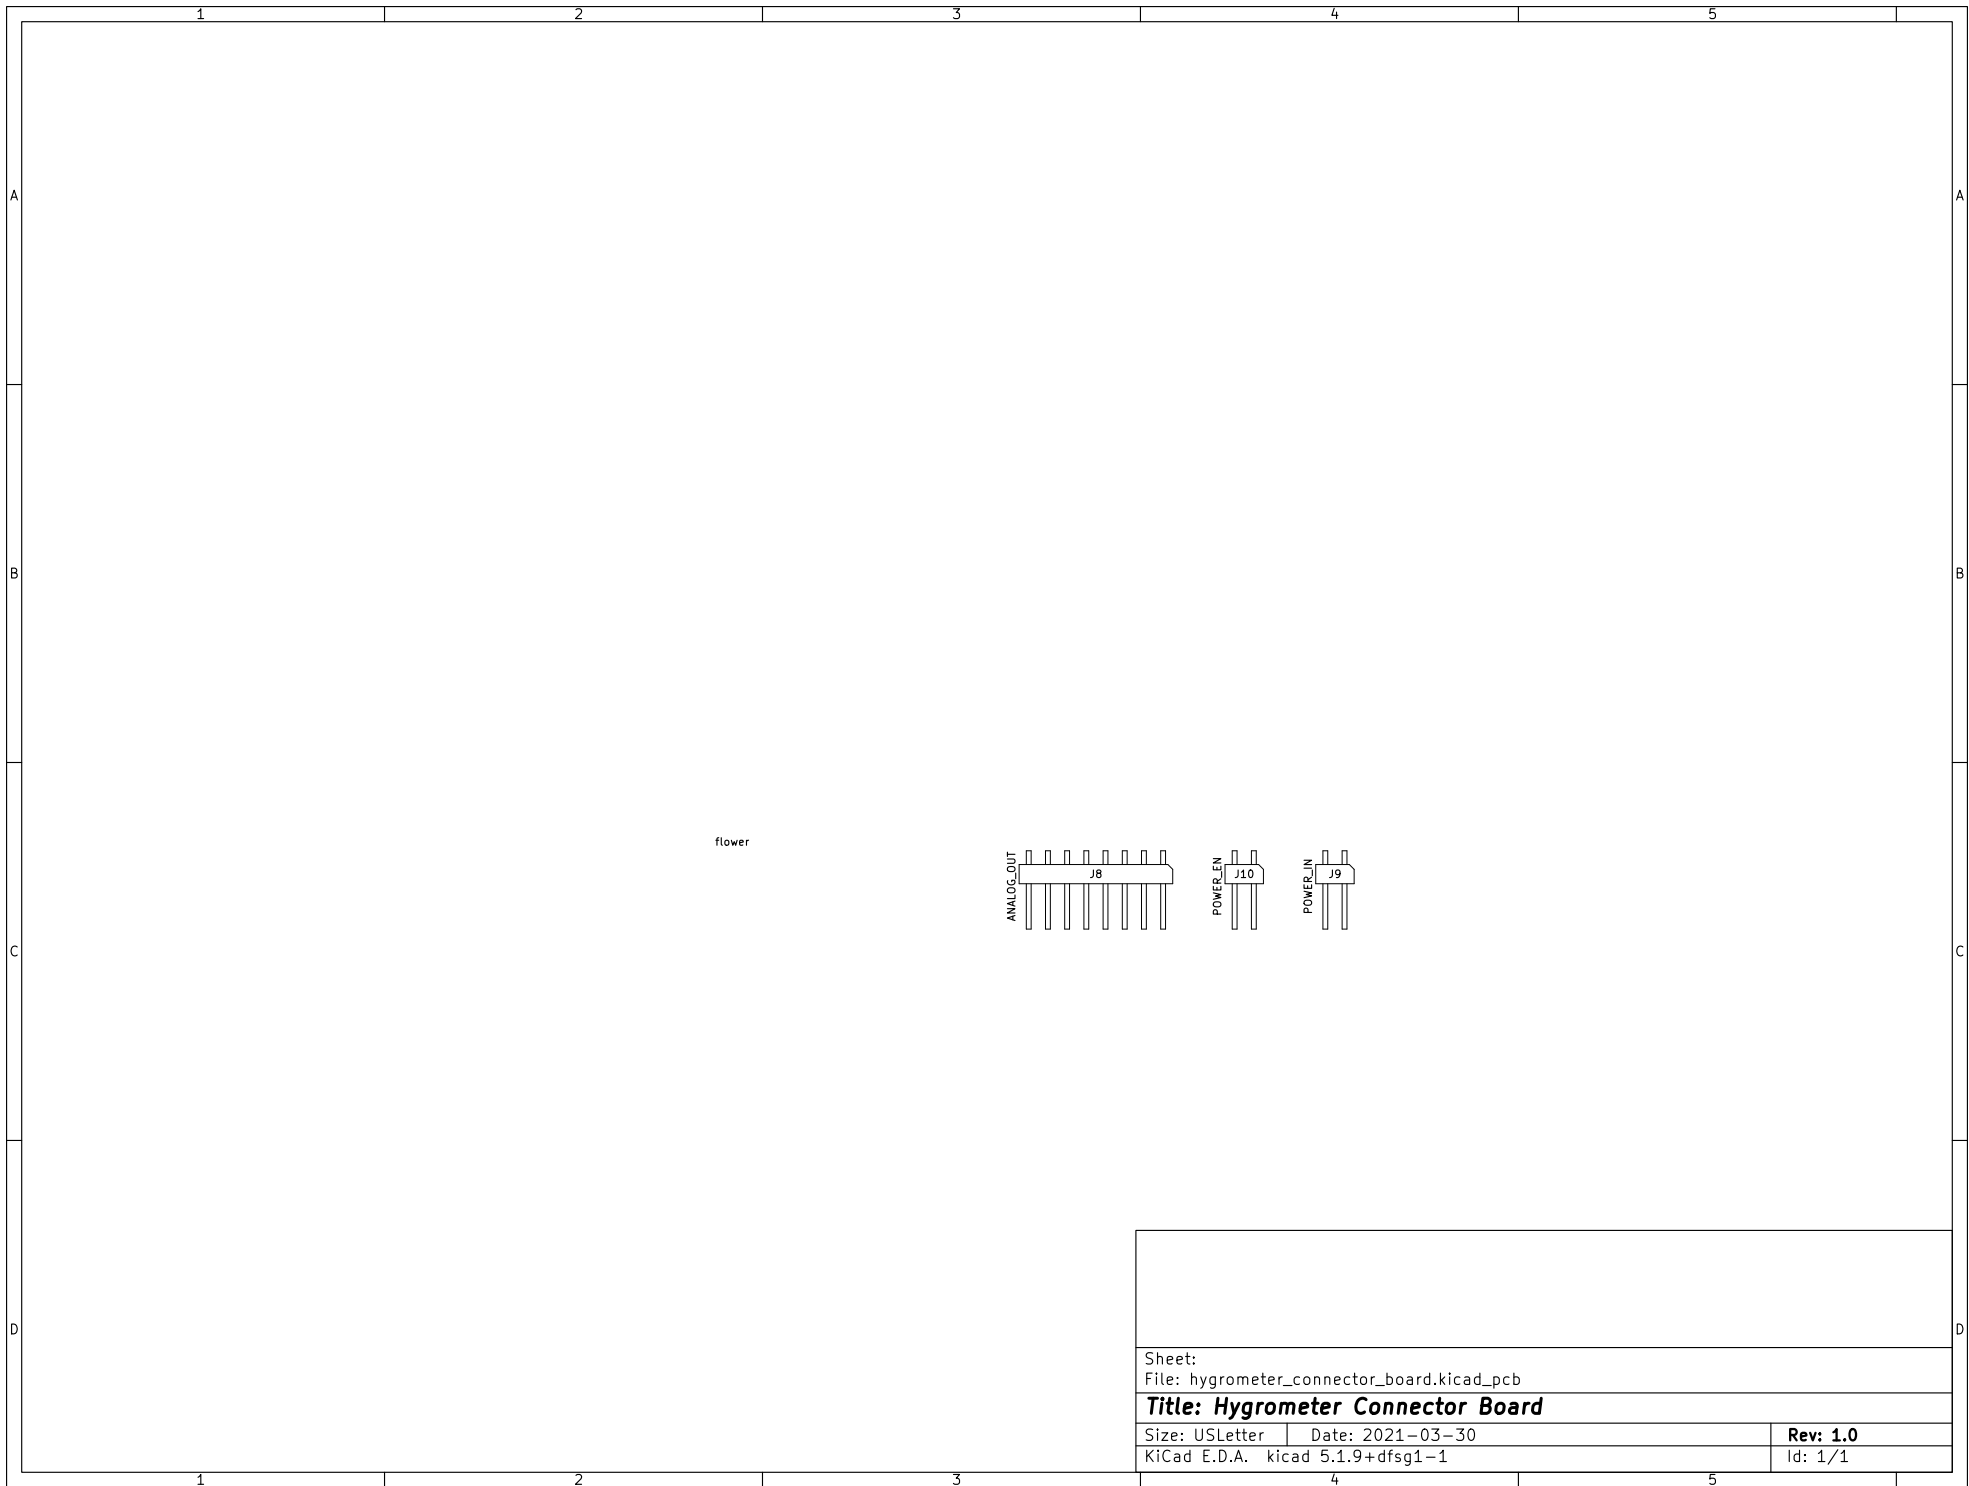 1 2 3 4 5
A A
B B
flower
ANALOG_OUT
J8
POWER_EN
J10
POWER_IN
J9
C C
D D
Sheet:
File: hygrometer_connector_board.kicad_pcb
Title: Hygrometer Connector Board
Size: USLetter Date: 2021-03-30 Rev: 1.0
KiCad E.D.A. kicad 5.1.9+dfsg1-1 Id: 1/1
1 2 3 4 5